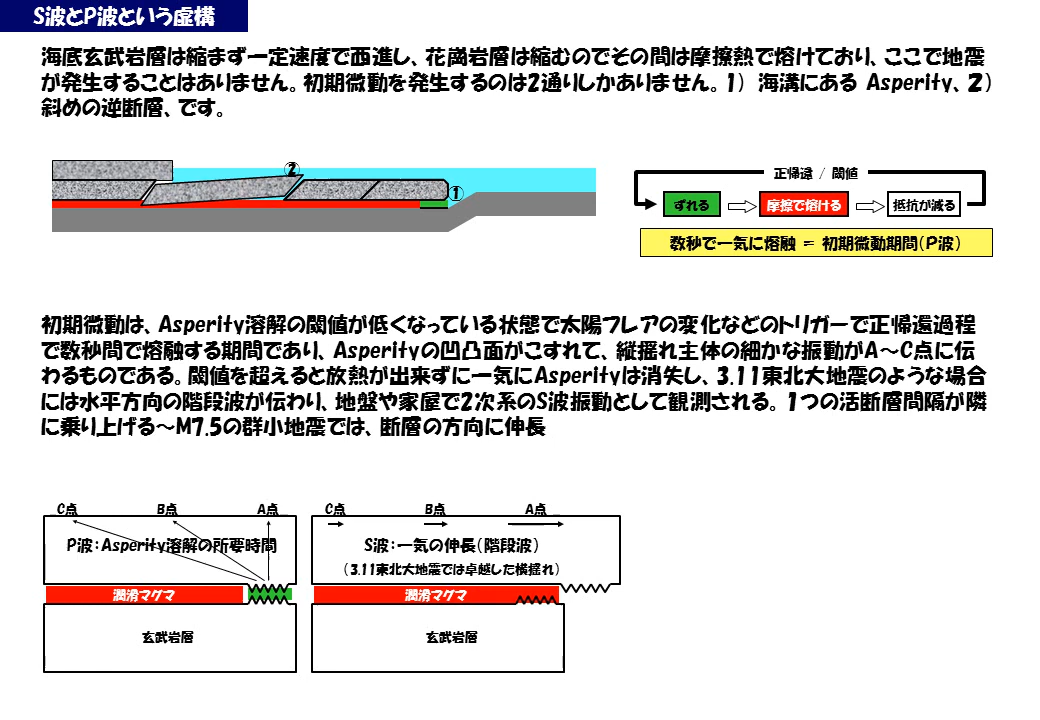 S波とP波という虚構
海底玄武岩層は縮まず一定速度で西進し、花崗岩層は縮むのでその間は摩擦熱で熔けており、ここで地震
が発生することはありません。初期微動を発生するのは2通りしかありません。1） 海溝にある Asperity、2）
斜めの逆断層、です。
②
①
正帰還 / 閾値
ずれる
摩擦で熔ける
抵抗が減る
数秒で一気に熔融 = 初期微動期間（P波）
初期微動は、Asperity溶解の閾値が低くなっている状態で太陽フレアの変化などのトリガーで正帰還過程
で数秒間で熔融する期間であり、Asperityの凹凸面がこすれて、縦揺れ主体の細かな振動がA～C点に伝
わるものである。閾値を超えると放熱が出来ずに一気にAsperityは消失し、3.11東北大地震のような場合
には水平方向の階段波が伝わり、地盤や家屋で2次系のS波振動として観測される。1つの活断層間隔が隣
に乗り上げる～M7.5の群小地震では、断層の方向に伸長
C点 B点 A点
P波：Asperity溶解の所要時間
潤滑マグマ
玄武岩層
C点 B点 A点
S波：一気の伸長（階段波）
（3.11東北大地震では卓越した横揺れ）
潤滑マグマ
玄武岩層